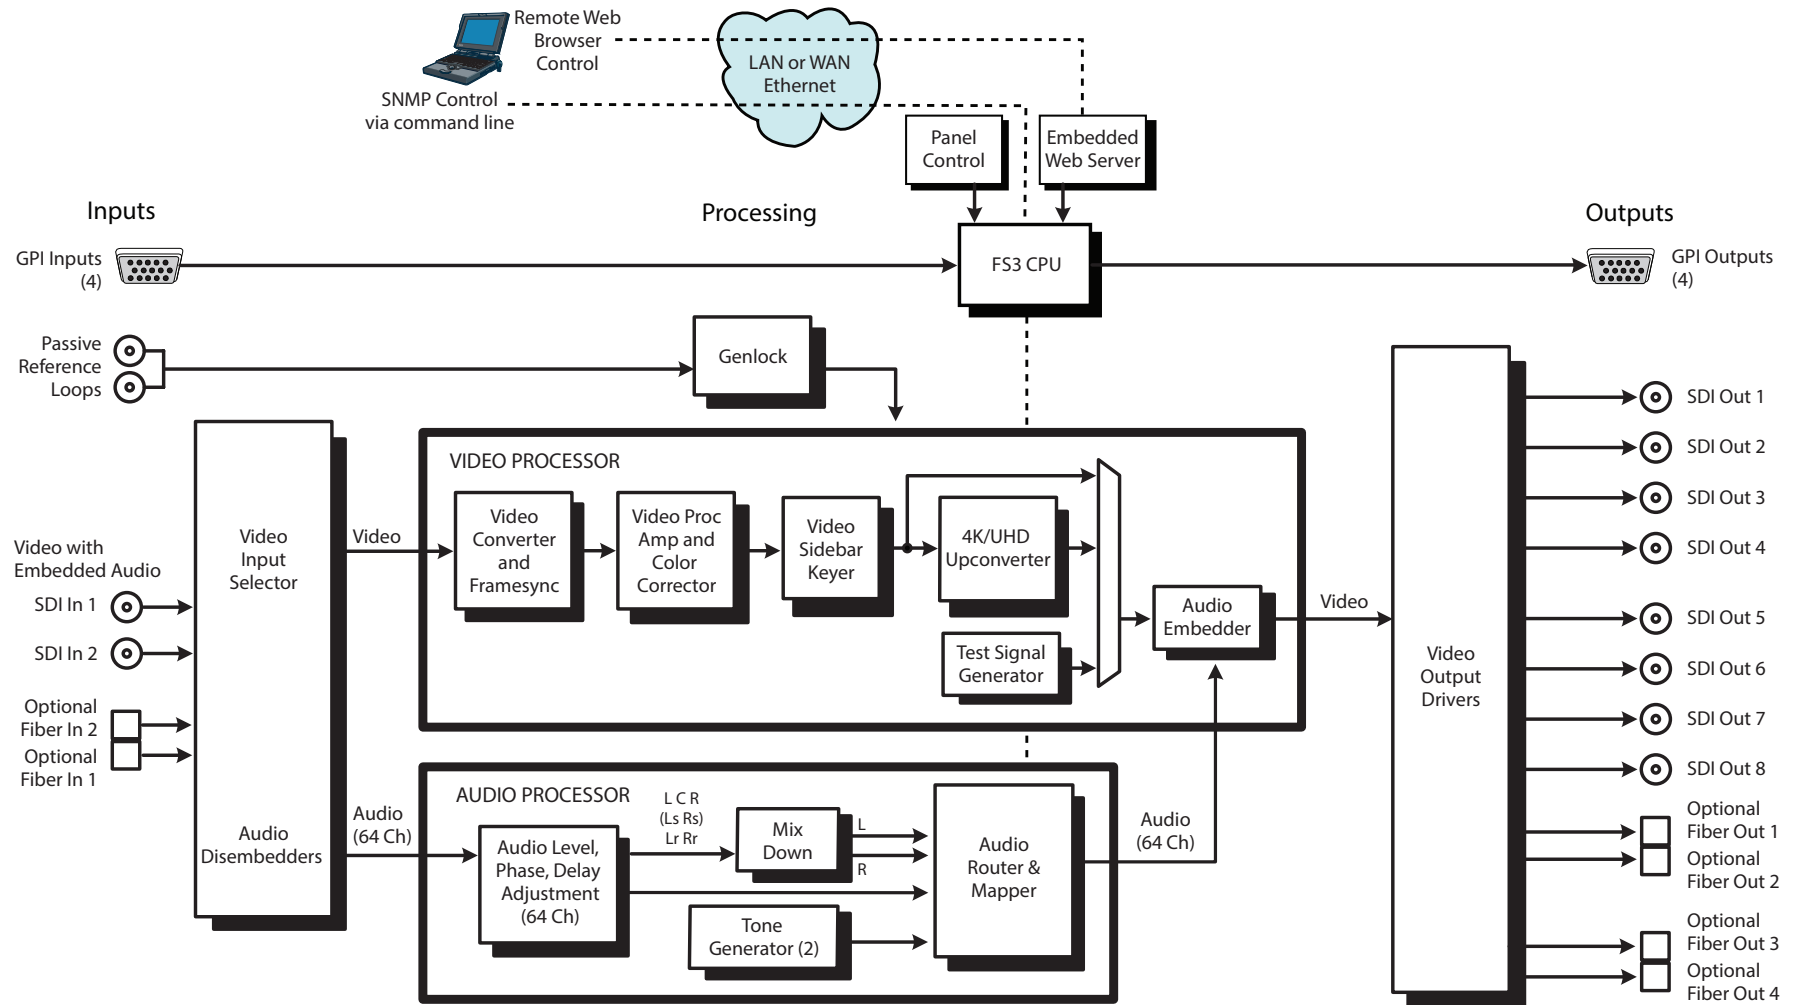 Remote Web
Browser
Control
LAN or WAN
Ethernet
SNMP Control
via command line
Panel
Control
Embedded
Web Server
Inputs
Processing
Outputs
GPI Inputs
(4)
FS3 CPU
GPI Outputs
(4)
Passive
Reference
Loops
Genlock
Video with
Embedded Audio
SDI In 1
SDI In 2
Optional
Fiber In 2
Optional
Fiber In 1
Video
Input
Selector
Audio
Disembedders
Video
Audio
(64 Ch)
VIDEO PROCESSOR
Video
Converter
and
Framesync
Video Proc
Amp and
Color
Corrector
Video
Sidebar
Keyer
4K/UHD
Upconverter
Test Signal
Generator
Audio
Embedder
Video
AUDIO PROCESSOR
Audio Level,
Phase, Delay
Adjustment
(64 Ch)
L C R
(Ls Rs)
Lr Rr
Mix
Down
L
R
Tone
Generator (2)
Audio
Router &
Mapper
Audio
(64 Ch)
Video
Output
Drivers
SDI Out 1
SDI Out 2
SDI Out 3
SDI Out 4
SDI Out 5
SDI Out 6
SDI Out 7
SDI Out 8
Optional
Fiber Out 1
Optional
Fiber Out 2
Optional
Fiber Out 3
Optional
Fiber Out 4